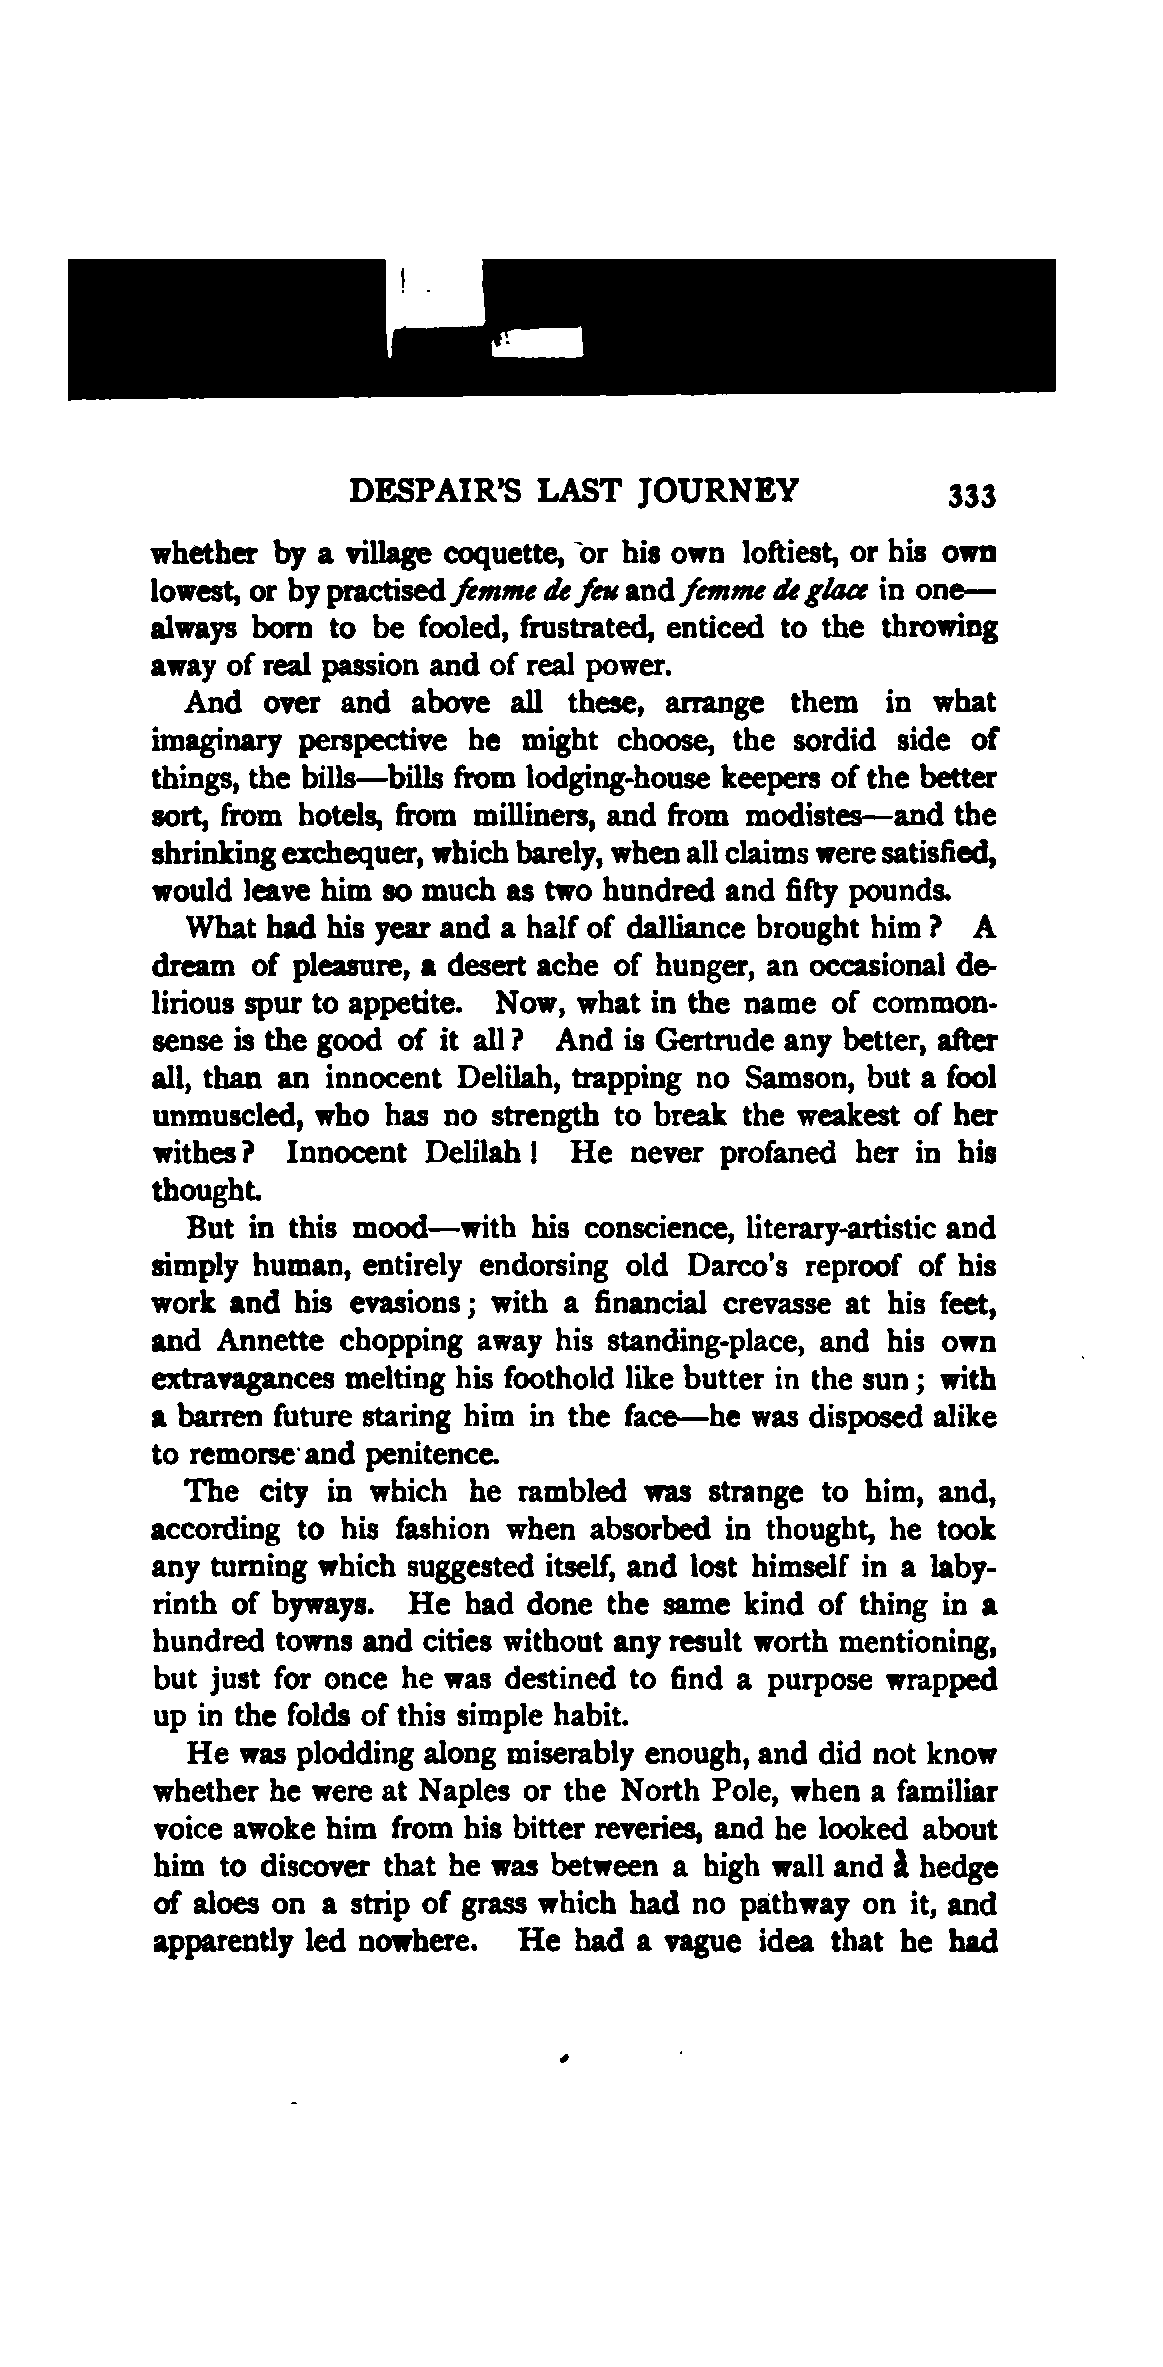 DESPAIR'S LAST JOURNEY 333
whether by a village coquette, or his own loftiest, or his own
lowest, or by practised femme de feu and femme de glace in one—
always born to be fooled, frustrated, enticed to the throwing
away of real passion and of real power.
And over and above all these, arrange them in what
imaginary perspective he might choose, the sordid side of
things, the bills—bills from lodging-house keepers of the better
sort, from hotels, from milliners, and from modistes—and the
shrinking exchequer, which barely, when all claims were satisfied,
would leave him so much as two hundred and fifty pounds.
What had his year and a half of dalliance brought him? A
dream of pleasure, a desert ache of hunger, an occasional de-
lirious spur to appetite. Now, what in the name of common-
sense is the good of it all? And is Gertrude any better, after
all, than an innocent Delilah, trapping no Samson, but a fool
unmuscled, who has no strength to break the weakest of her
withes? Innocent Delilah! He never profaned her in his
thought.
But in this mood—with his conscience, literary-artistic and
simply human, entirely endorsing old Darco's reproof of his
work and his evasions; with a financial crevasse at his feet,
and Annette chopping away his standing-place, and his own
extravagances melting his foothold like butter in the sun; with
a barren future staring him in the face—he was disposed alike
to remorse and penitence.
The city in which he rambled was strange to him, and,
according to his fashion when absorbed in thought, he took
any turning which suggested itself, and lost himself in a laby-
rinth of byways. He had done the same kind of thing in a
hundred towns and cities without any result worth mentioning,
but just for once he was destined to find a purpose wrapped
up in the folds of this simple habit.
He was plodding along miserably enough, and did not know
whether he were at Naples or the North Pole, when a familiar
voice awoke him from his bitter reveries, and he looked about
him to discover that he was between a high wall and a hedge
of aloes on a strip of grass which had no pathway on it, and
apparently led nowhere. He had a vague idea that he had